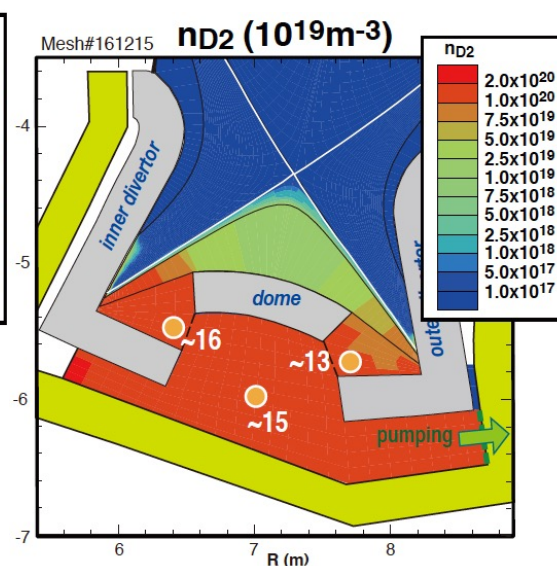 Mesh#161215
nD2 (10¹⁹m⁻³)
nD2
2.0x10²⁰
1.0x10²⁰
7.5x10¹⁹
5.0x10¹⁹
2.5x10¹⁹
1.0x10¹⁹
7.5x10¹⁸
5.0x10¹⁸
2.5x10¹⁸
1.0x10¹⁸
5.0x10¹⁷
1.0x10¹⁷
-4
-5
-6
-7
inner divertor
dome
~16
~13
~15
pumping
6
7
8
R (m)